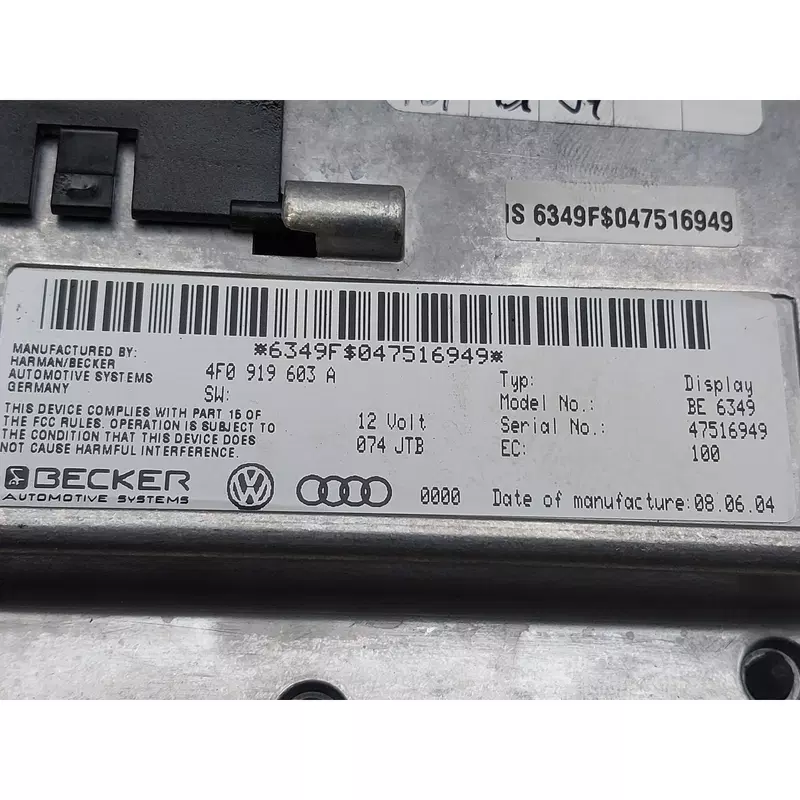 IS 6349F$047516949
*6349F$047516949*
MANUFACTURED BY:
HARMAN/BECKER
AUTOMOTIVE SYSTEMS
GERMANY
4F0 919 603 A
SW:
THIS DEVICE COMPLIES WITH PART 15 OF
THE FCC RULES. OPERATION IS SUBJECT TO
THE CONDITION THAT THIS DEVICE DOES
NOT CAUSE HARMFUL INTERFERENCE.
12 Volt
074 JTB
Typ: Display
Model No.: BE 6349
Serial No.: 47516949
EC: 100
BECKER
AUTOMOTIVE SYSTEMS
0000
Date of manufacture:08.06.04